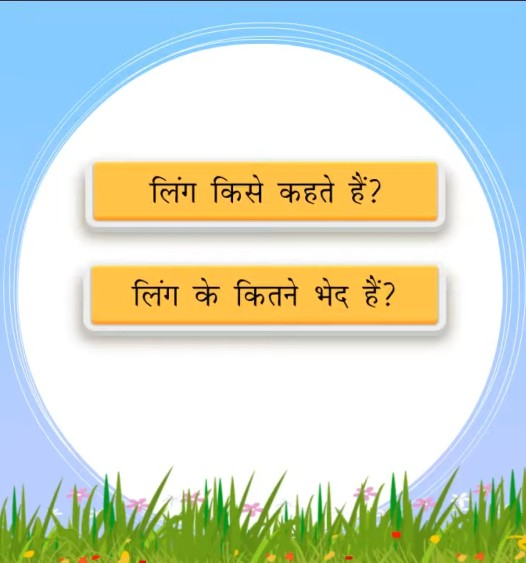 लिंग किसे कहते हैं?
लिंग के कितने भेद हैं?